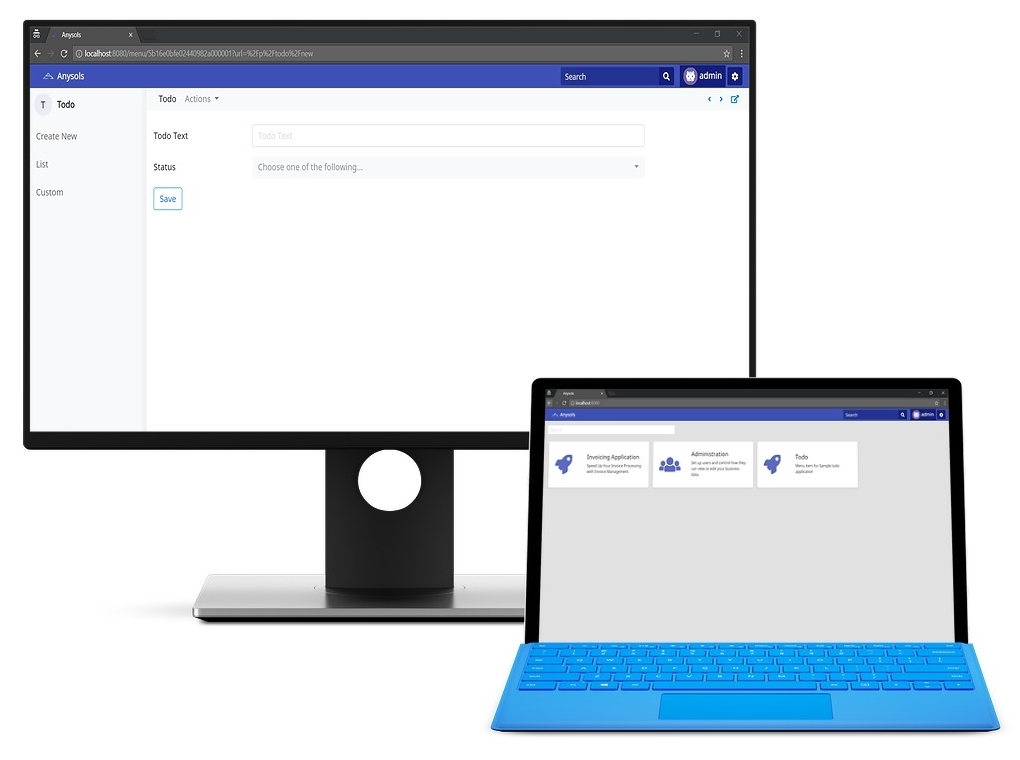 Anysols
localhost:8080/menu/5b16e0bfe02440982a000001?url=%2Fp%2Ftodo%2Fnew
Anysols
Search
admin
T Todo
Create New
List
Custom
Todo Actions
Todo Text
Todo Text
Status
Choose one of the following...
Save
Anysols
localhost:8080
Anysols
Search
admin
Invoicing Application
Speed Up Your Invoice Processing
with Invoice Management
Administration
Set up users and control how they
can view or edit your business
data
Todo
Menu item for Sample todo
application